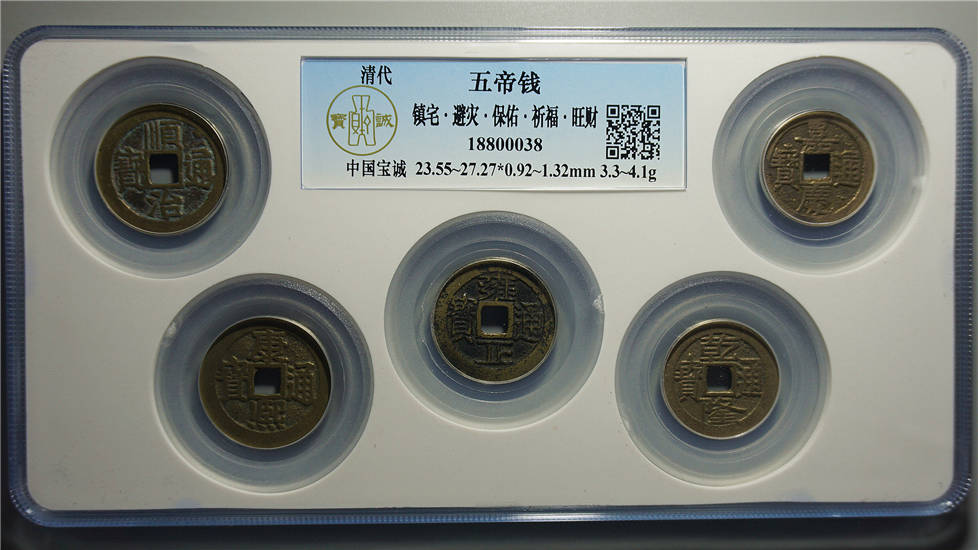 清代
五帝钱
寶誠
镇宅·避灾·保佑·祈福·旺财
18800038
中国宝诚 23.55~27.27*0.92~1.32mm 3.3~4.1g
順治通寶
嘉慶通寶
康熙通寶
雍正通寶
乾隆通寶